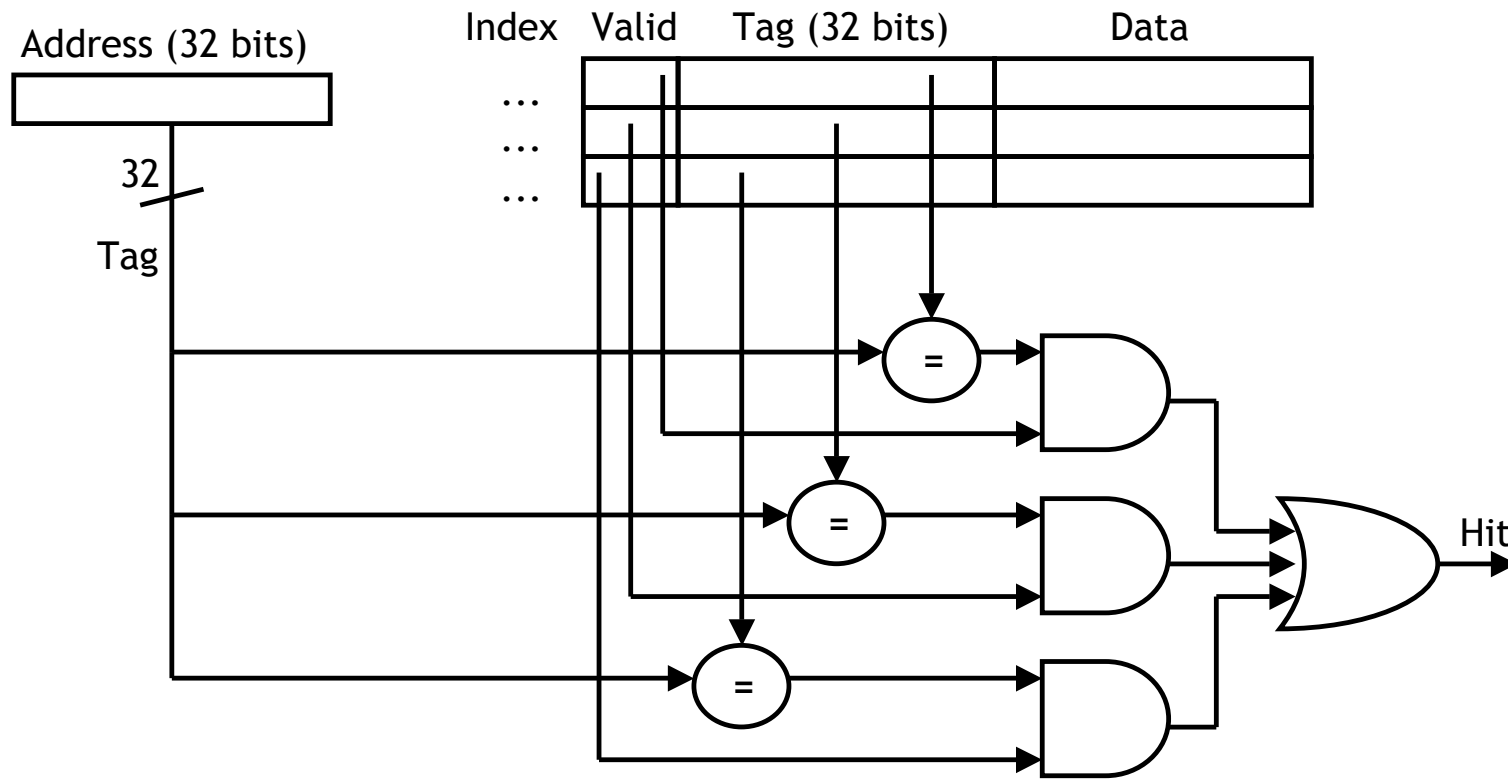 Address (32 bits)
Index Valid Tag (32 bits) Data
...
...
...
32
Tag
=
=
=
Hit